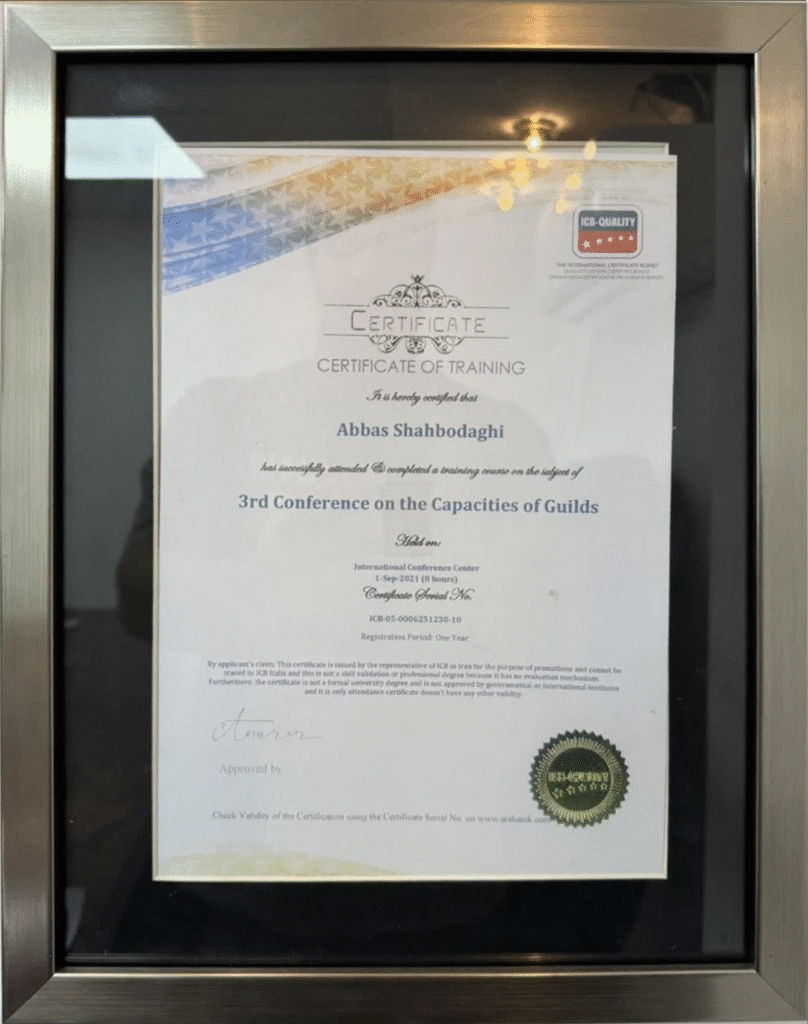 ICB-QUALITY
THE INTERNATIONAL CERTIFICATE BOARD
CERTIFICATE
CERTIFICATE OF TRAINING
It is hereby certified that
Abbas Shahbodaghi
has successfully attended & completed a training course on the subject of
3rd Conference on the Capacities of Guilds
Held on:
International Conference Center
1-Sep-2021 (8 hours)
Certificate Serial No.
ICB-05-0006251230-10
Registration Period: One Year
By applicant's claim: This certificate is issued by the representative of ICB in Iran for the purpose of promotions and cannot be
traced to ICB Italia and this is not a skill validation or professional degree because it has no evaluation mechanism.
Furthermore, the certificate is not a formal university degree and is not approved by governmental or international institutes
and it is only attendance certificate doesn't have any other validity.
Approved by
Check Validity of the Certification using the Certificate Serial No. on
ICB-QUALITY